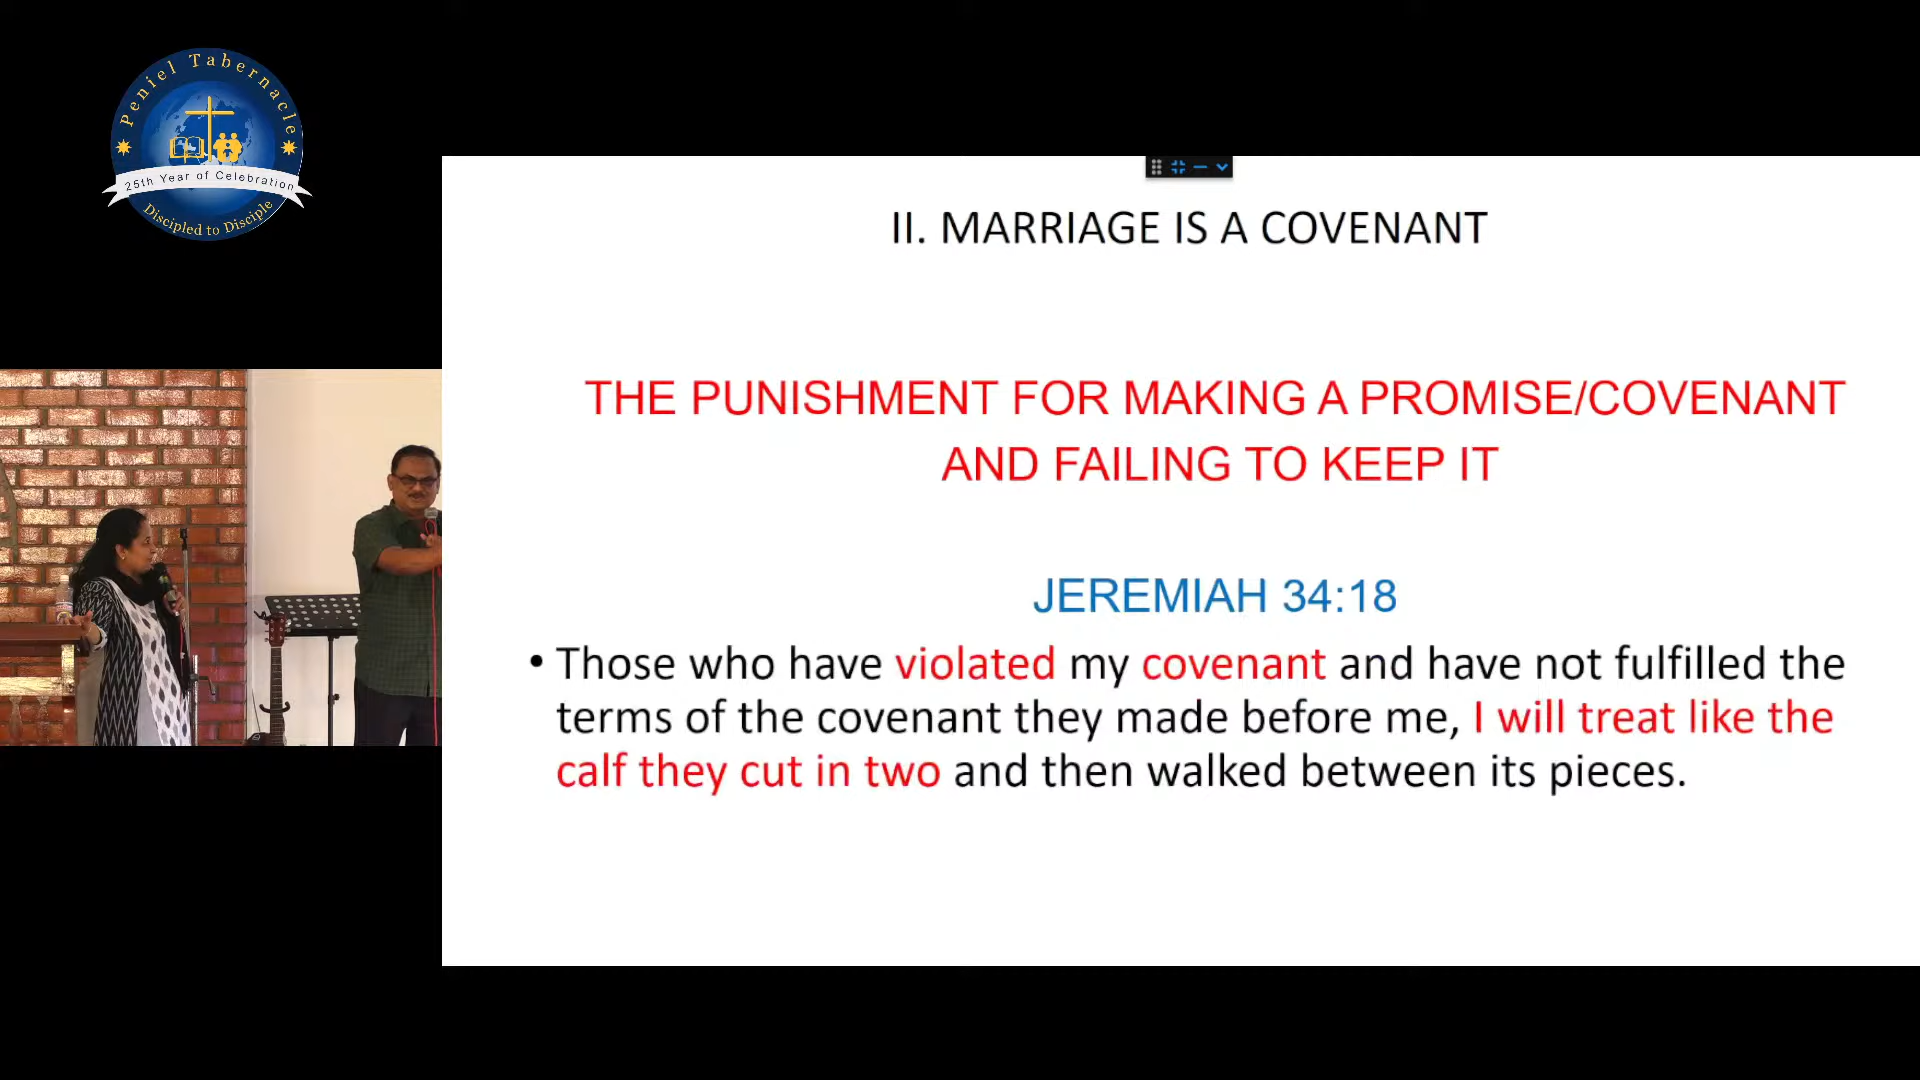 Peniel Tabernacle
25th Year of Celebration
Discipled to Disciple
II. MARRIAGE IS A COVENANT
THE PUNISHMENT FOR MAKING A PROMISE/COVENANT
AND FAILING TO KEEP IT
JEREMIAH 34:18
• Those who have violated my covenant and have not fulfilled the
terms of the covenant they made before me, I will treat like the
calf they cut in two and then walked between its pieces.